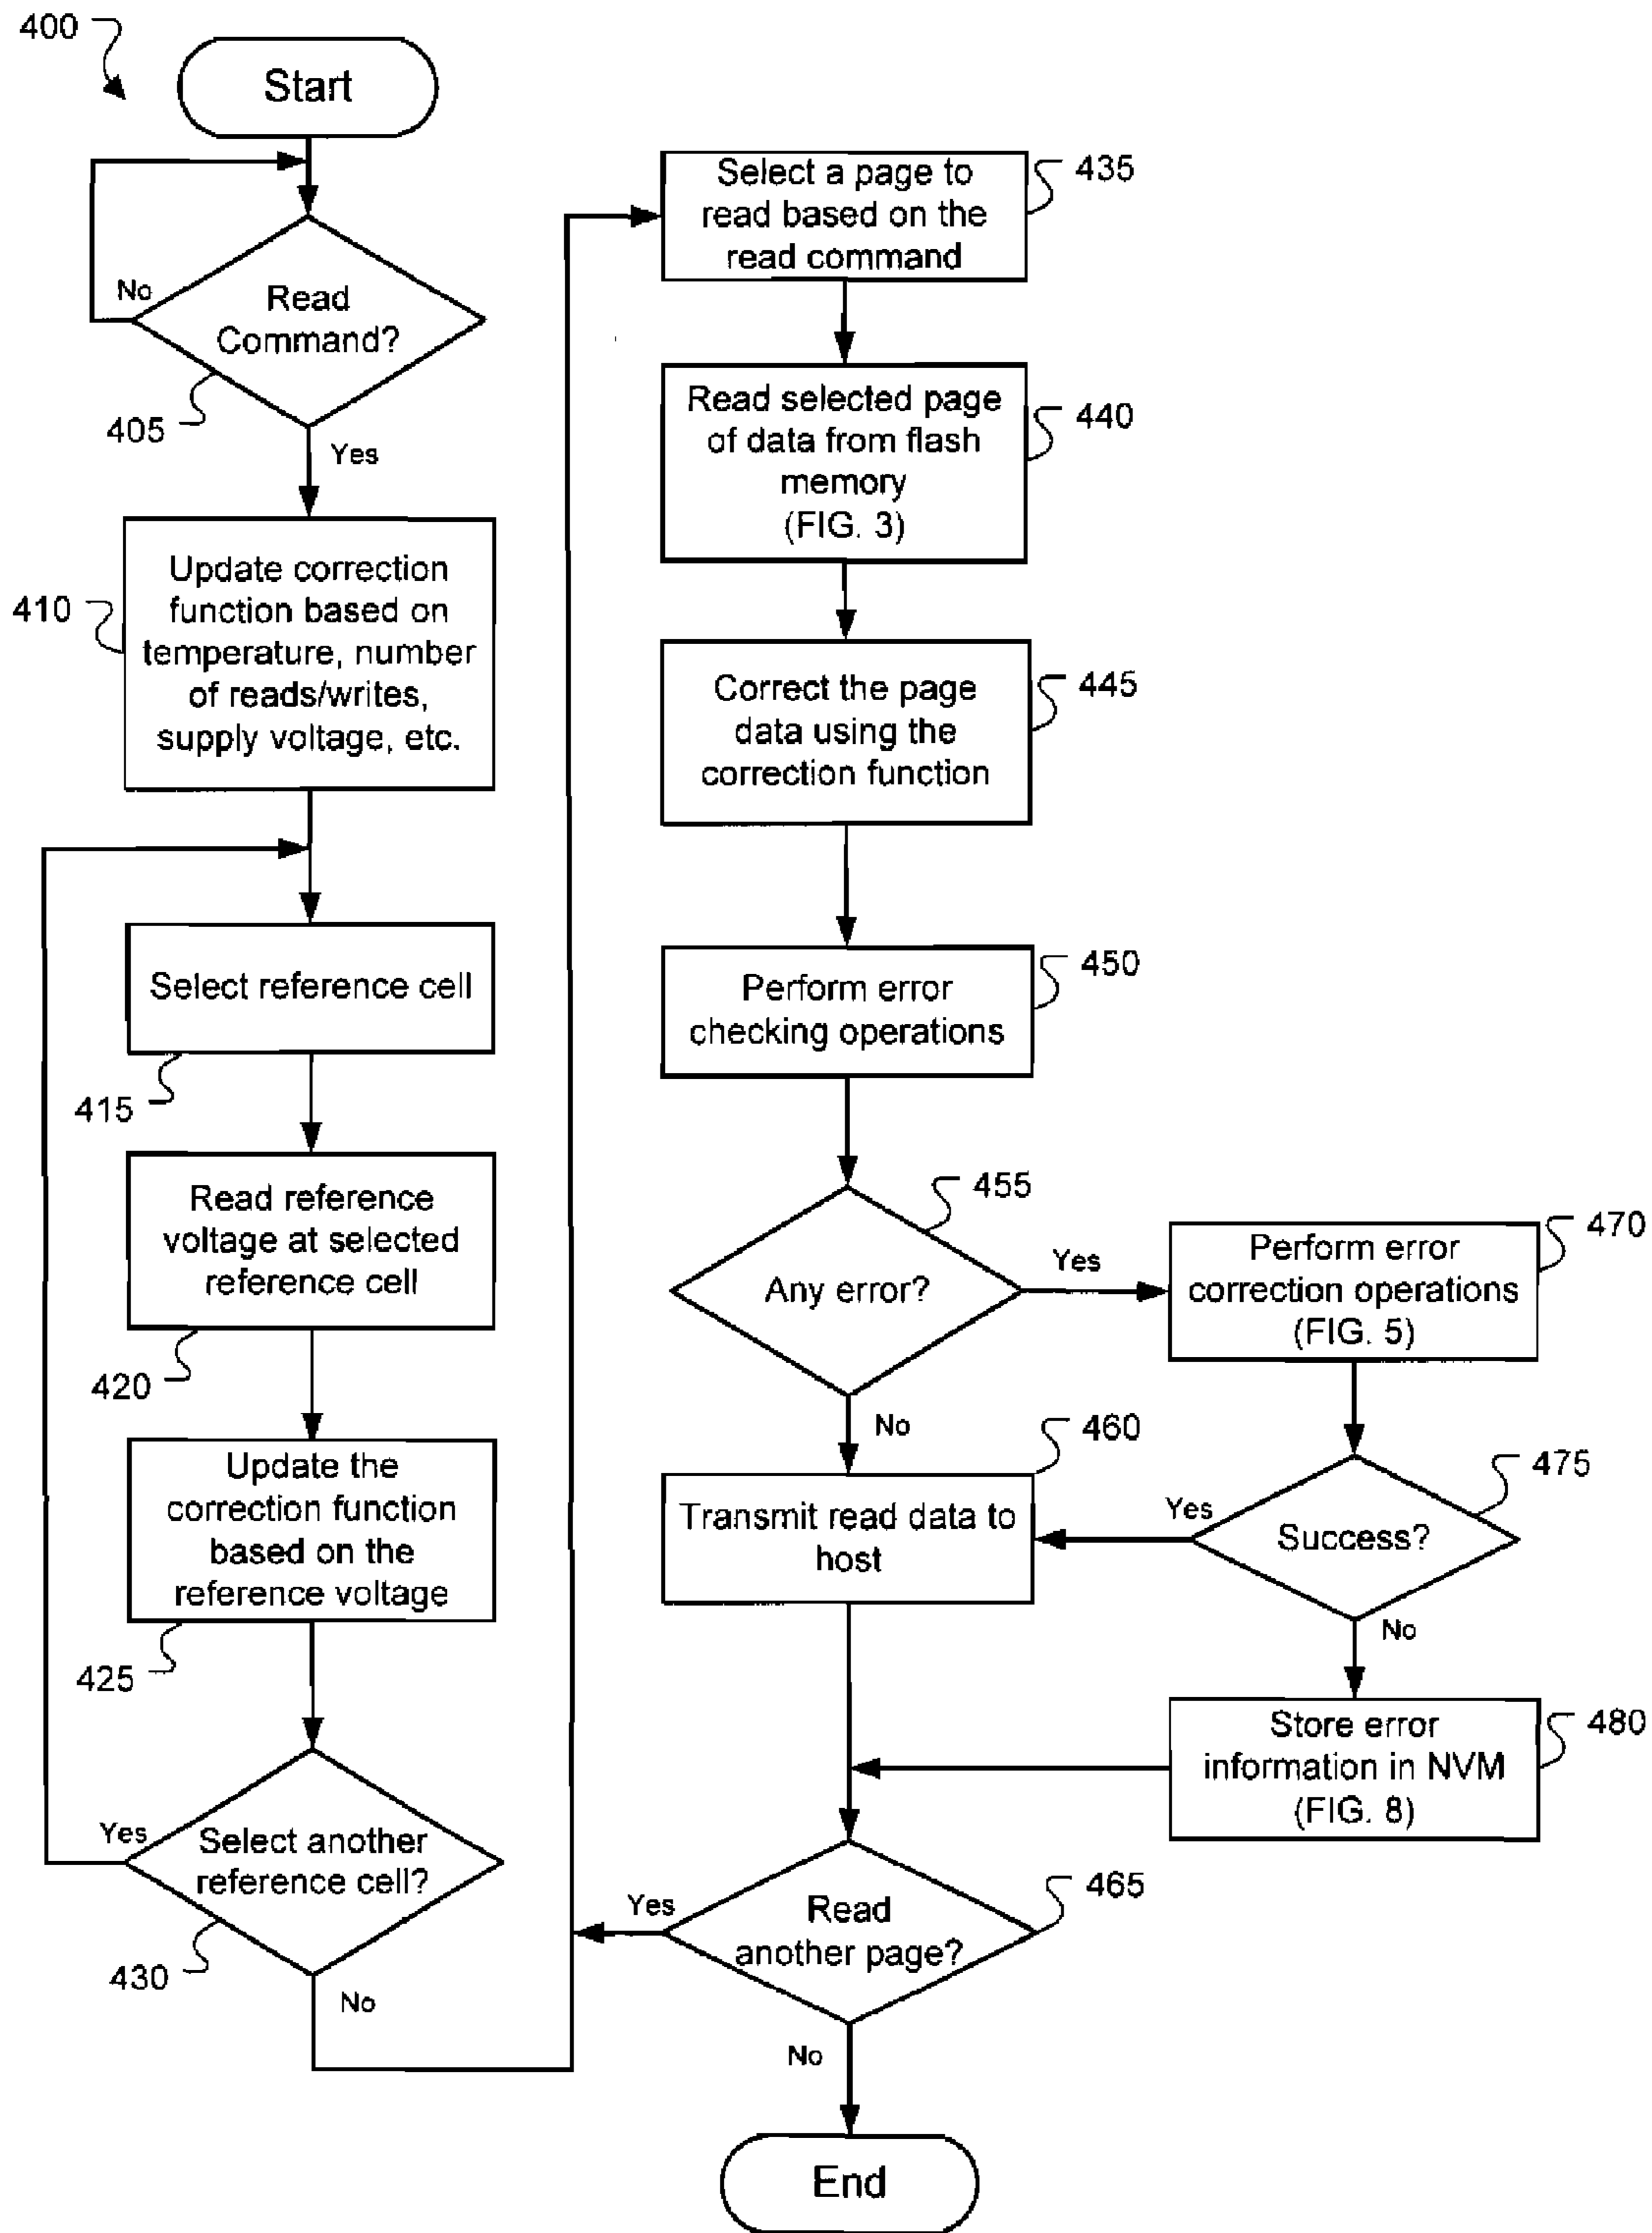 400
Start
No
Read
Command?
405
Yes
410
Update correction
function based on
temperature, number
of reads/writes,
supply voltage, etc.
Select reference cell
415
Read reference
voltage at selected
reference cell
420
Update the
correction function
based on the
reference voltage
425
Yes
Select another
reference cell?
430
No
Select a page to
read based on the
read command
435
Read selected page
of data from flash
memory
(FIG. 3)
440
Correct the page
data using the
correction function
445
Perform error
checking operations
450
455
Any error?
Yes
No
Perform error
correction operations
(FIG. 5)
470
460
Transmit read data to
host
475
Yes
Success?
No
Store error
information in NVM
(FIG. 8)
480
Yes
Read
another page?
465
No
End